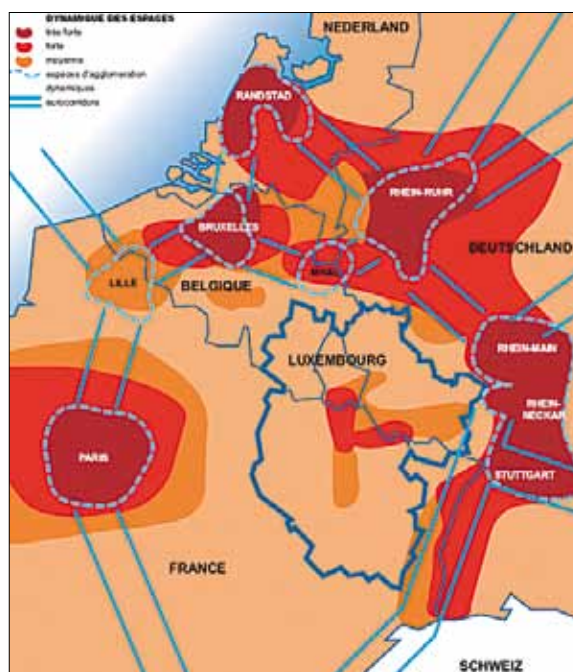 DYNAMIQUE DES ESPACES
très forte
forte
moyenne
espaces d'agglomération
dynamiques
eurocorridors
NEDERLAND
RANDSTAD
RHEIN-RUHR
BRUXELLES
DEUTSCHLAND
LILLE
BELGIQUE
RHEIN-MAIN
LUXEMBOURG
RHEIN-
NECKAR
PARIS
STUTTGART
FRANCE
SCHWEIZ